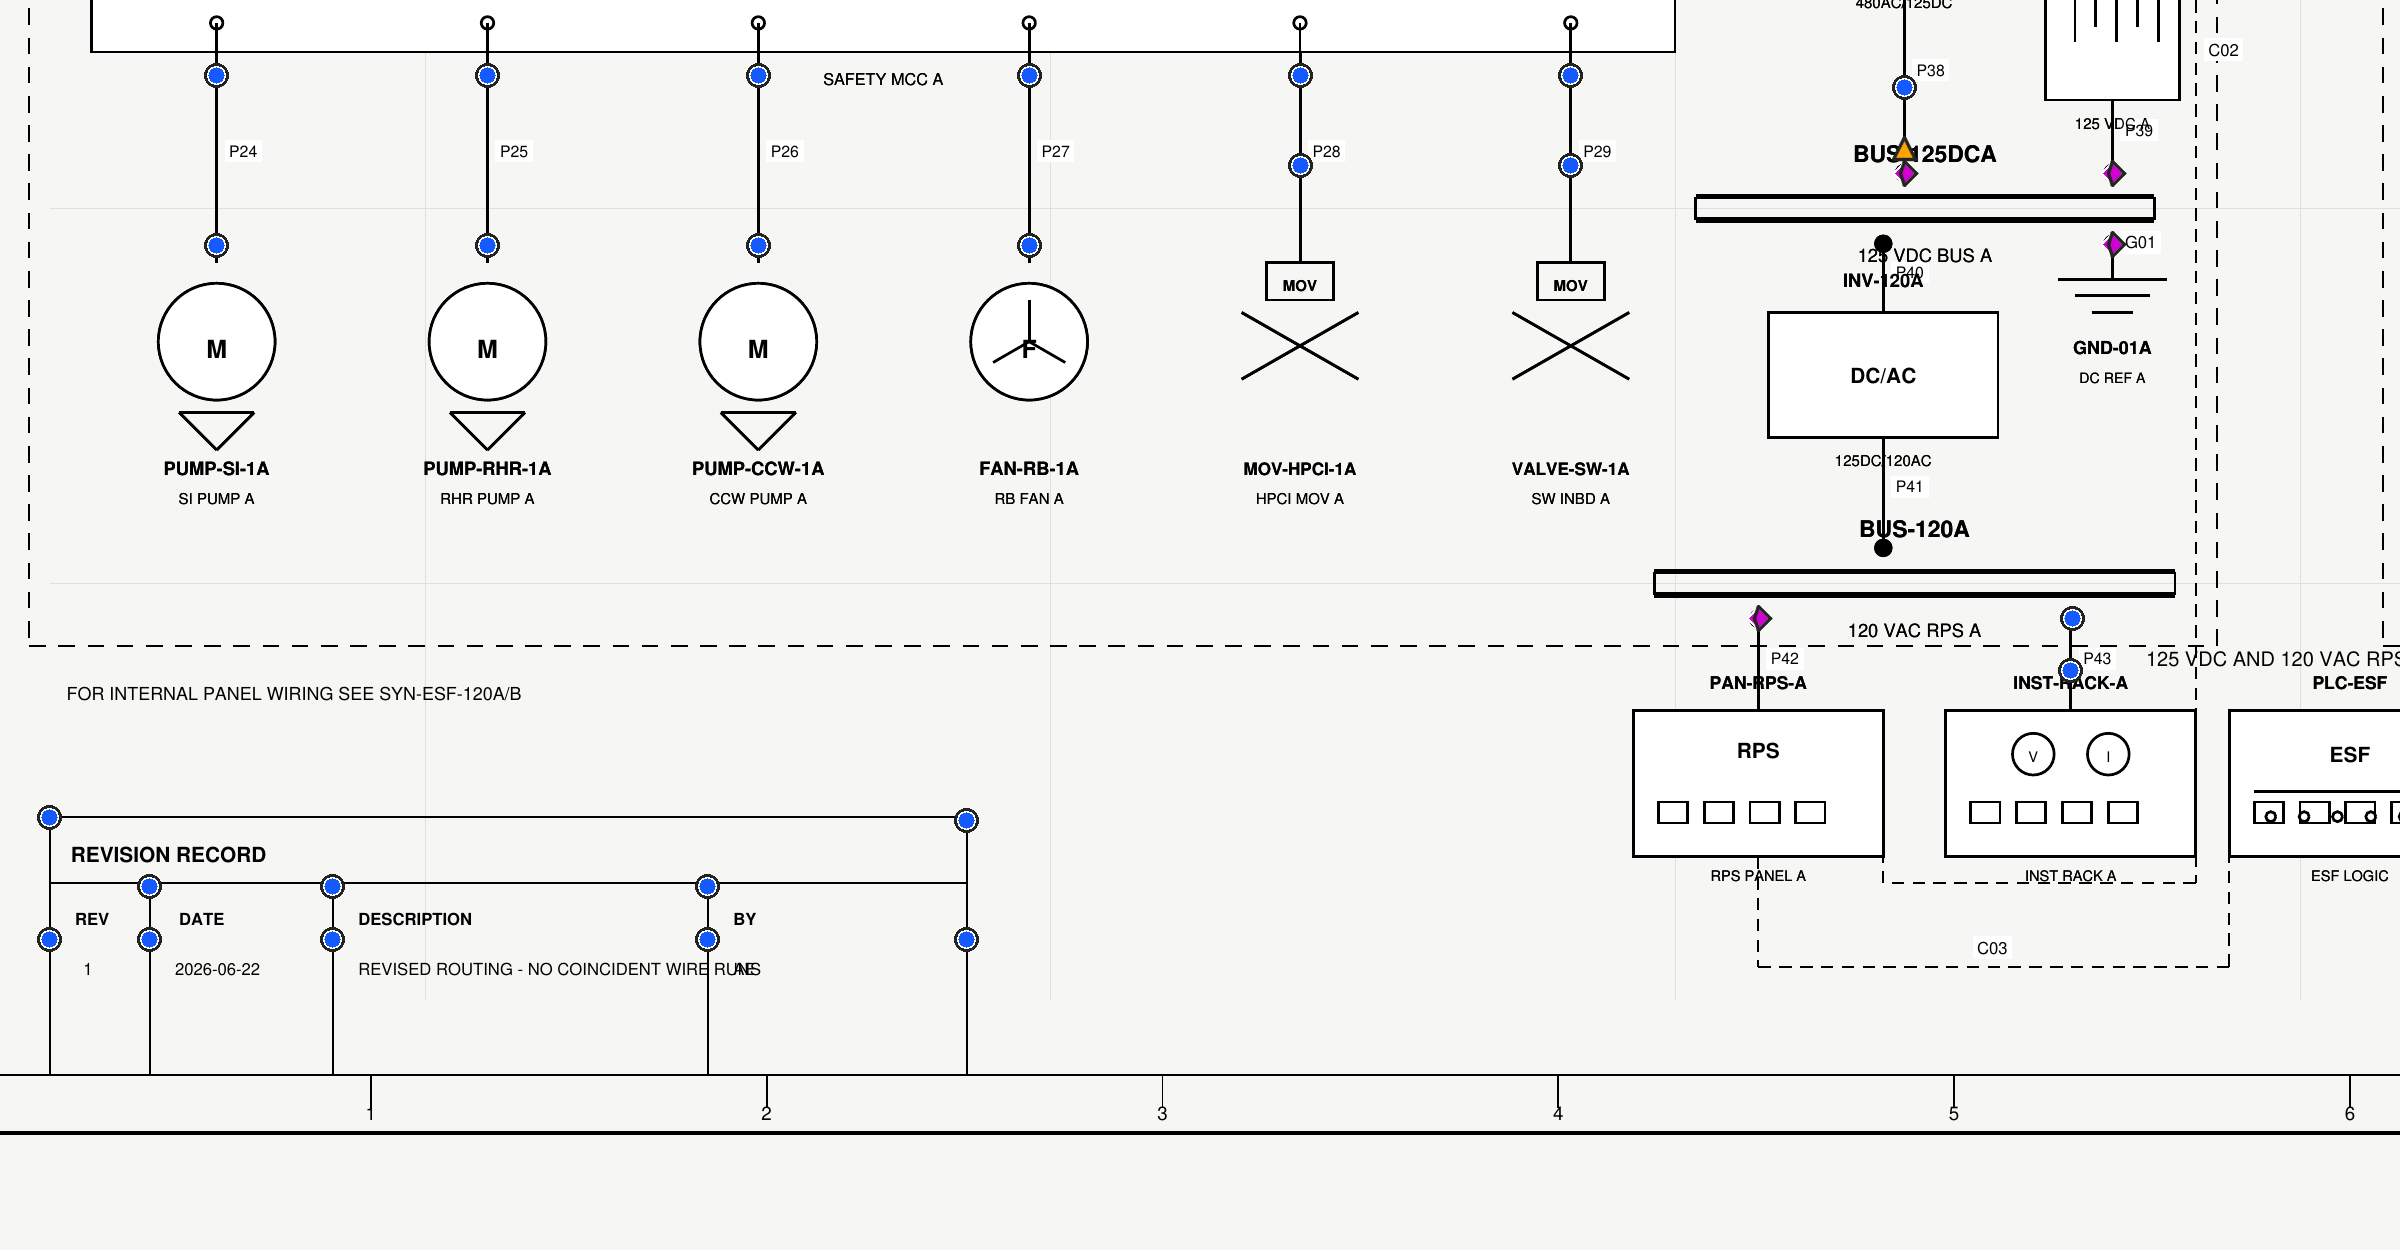 480AC/125DC
C02
P38
SAFETY MCC A
125 VDC A
P39
P24
P25
P26
P27
P28
P29
BUS-125DCA
G01
125 VDC BUS A
P40
INV-120A
MOV
MOV
M
M
M
F
GND-01A
DC/AC
DC REF A
125DC/120AC
PUMP-SI-1A
PUMP-RHR-1A
PUMP-CCW-1A
FAN-RB-1A
MOV-HPCI-1A
VALVE-SW-1A
P41
SI PUMP A
RHR PUMP A
CCW PUMP A
RB FAN A
HPCI MOV A
SW INBD A
BUS-120A
120 VAC RPS A
P42
P43
125 VDC AND 120 VAC RPS
PAN-RPS-A
INST-RACK-A
PLC-ESF
FOR INTERNAL PANEL WIRING SEE SYN-ESF-120A/B
RPS
V
I
ESF
REVISION RECORD
RPS PANEL A
INST RACK A
ESF LOGIC
REV
DATE
DESCRIPTION
BY
C03
1
2026-06-22
REVISED ROUTING - NO COINCIDENT WIRE RUNS
1
2
3
4
5
6